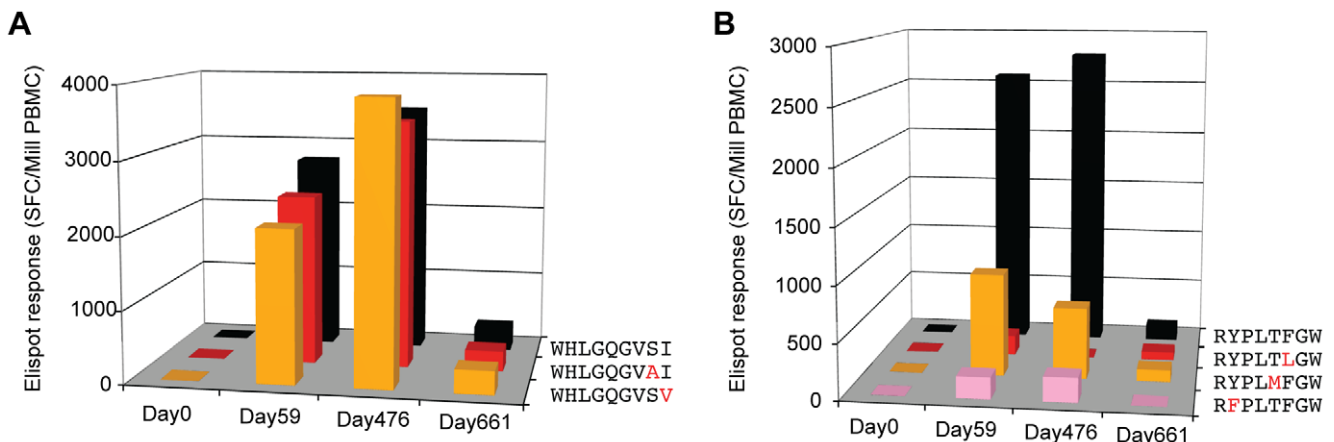 A
Elispot response (SFC/Mill PBMC)
4000
3000
2000
1000
0
Day0 Day59 Day476 Day661
WHLGQGVSI
WHLGQGVAI
WHLGQGVSV
B
Elispot response (SFC/Mill PBMC)
3000
2500
2000
1500
1000
500
0
Day0 Day59 Day476 Day661
RYPLTFGW
RYPLTLGW
RYPLMFGW
RFPLTFGW